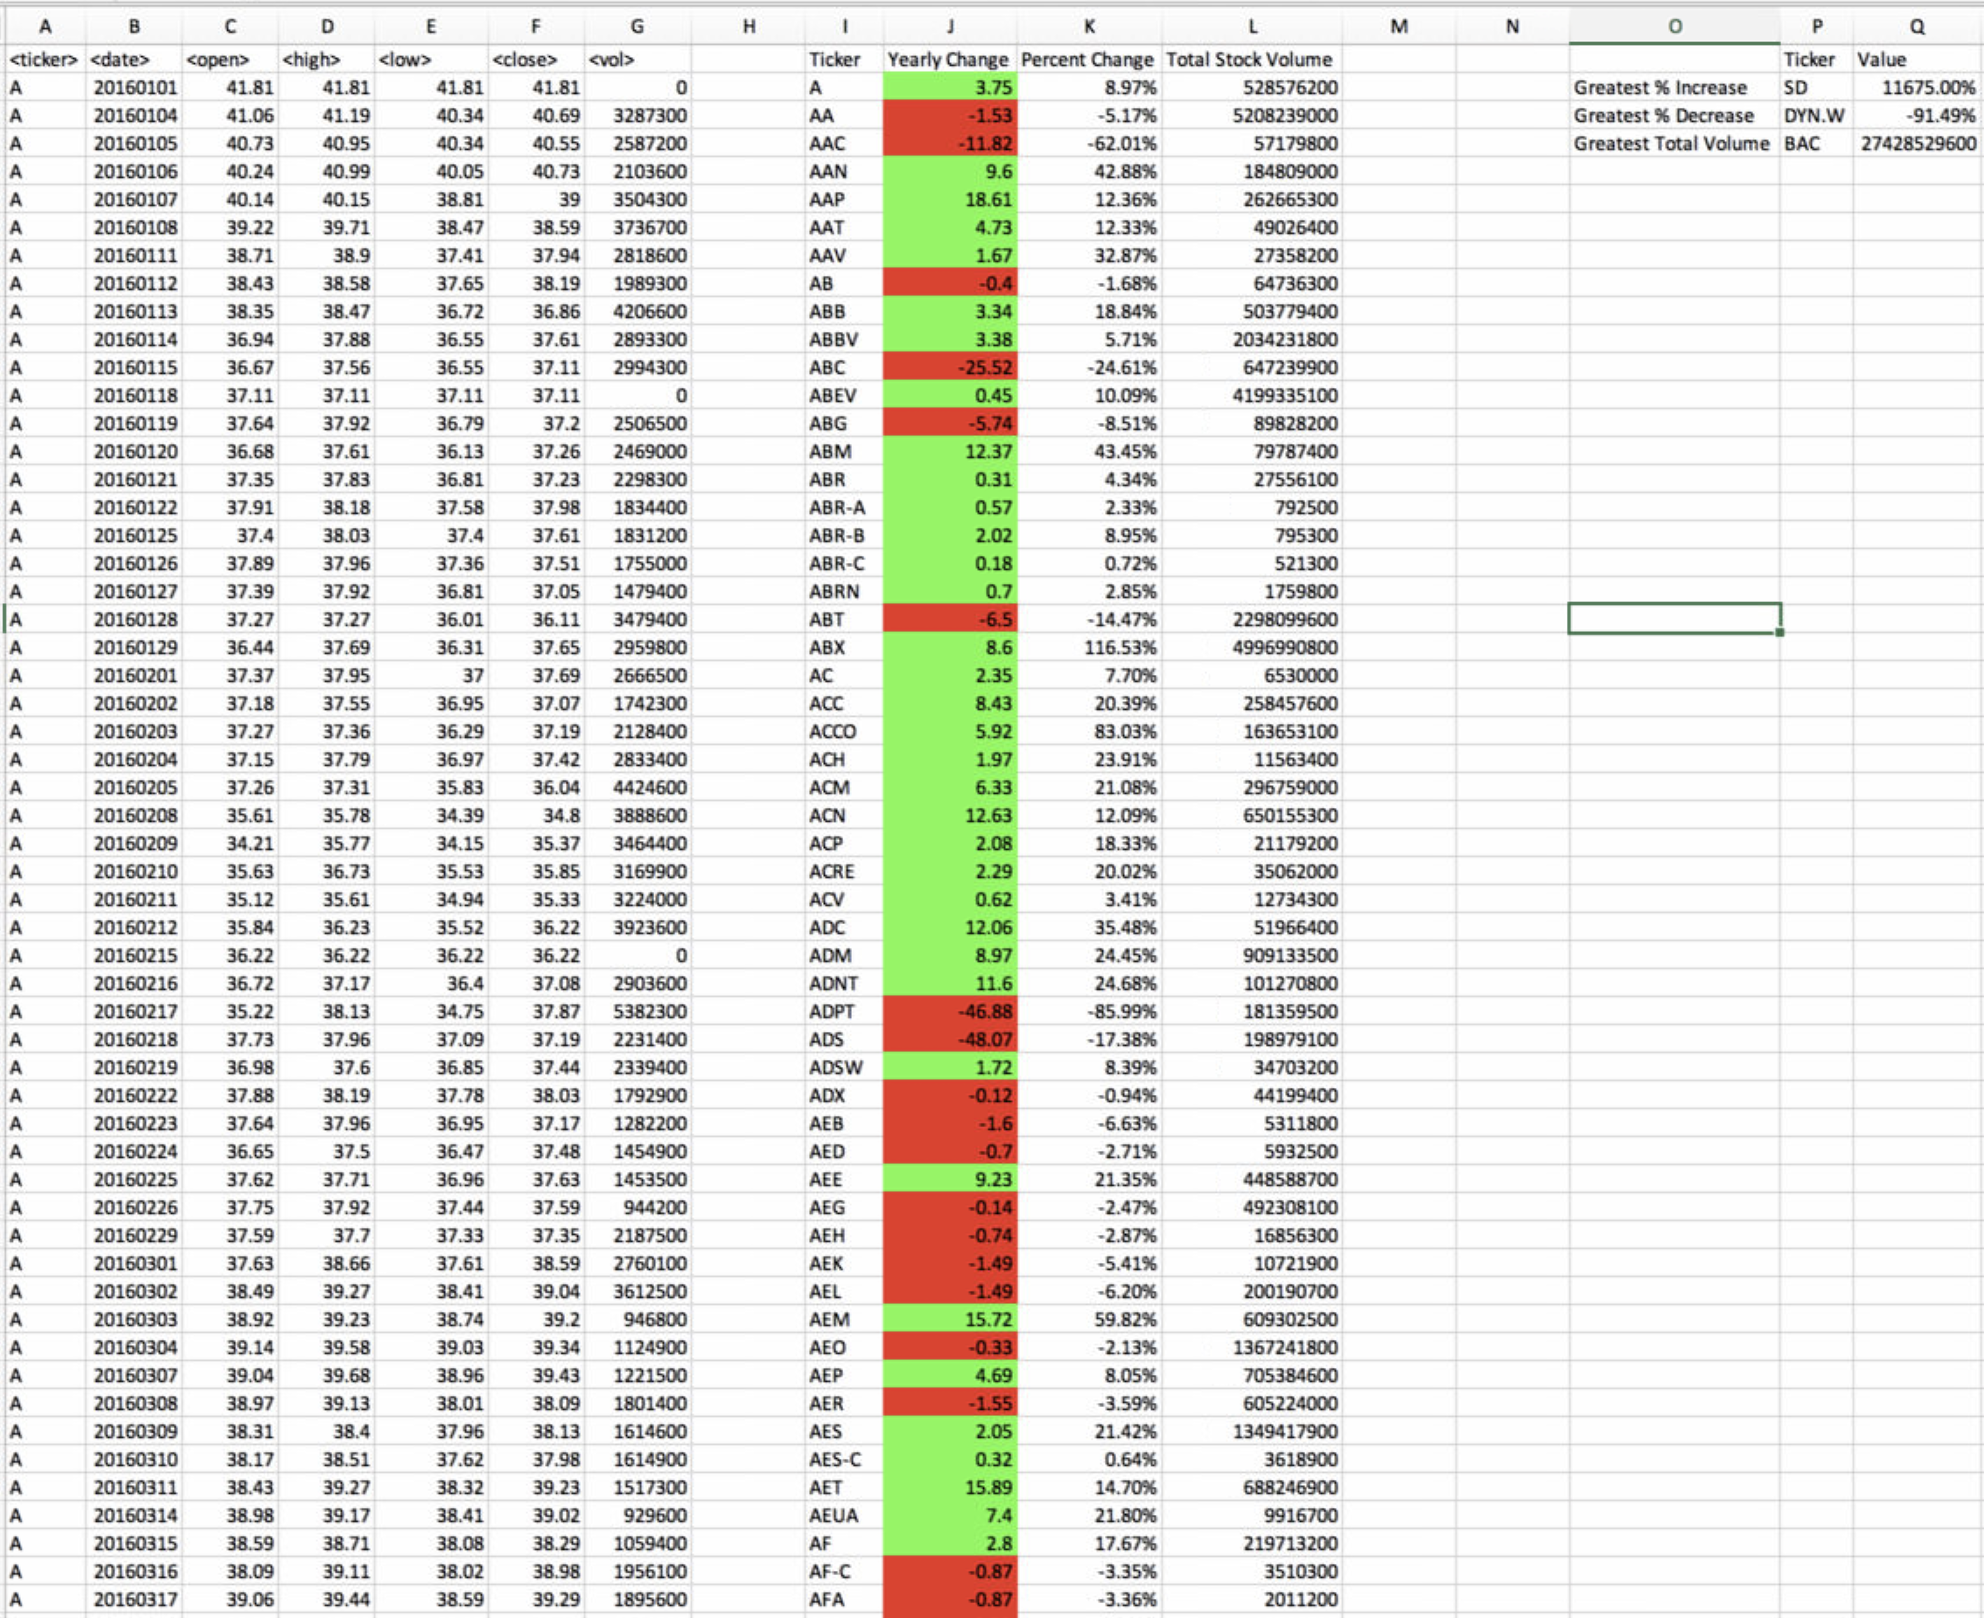 A B C D E F G H I J K L M N O P Q
<ticker> <date> <open> <high> <low> <close> <vol> Ticker Yearly Change Percent Change Total Stock Volume Ticker Value
A 20160101 41.81 41.81 41.81 41.81 0 A 3.75 8.97% 528576200 Greatest % Increase SD 11675.00%
A 20160104 41.06 41.19 40.34 40.69 3287300 AA -1.53 -5.17% 5208239000 Greatest % Decrease DYN.W -91.49%
A 20160105 40.73 40.95 40.34 40.55 2587200 AAC -11.82 -62.01% 57179800 Greatest Total Volume BAC 27428529600
A 20160106 40.24 40.99 40.05 40.73 2103600 AAN 9.6 42.88% 184809000
A 20160107 40.14 40.15 38.81 39 3504300 AAP 18.61 12.36% 262665300
A 20160108 39.22 39.71 38.47 38.59 3736700 AAT 4.73 12.33% 49026400
A 20160111 38.71 38.9 37.41 37.94 2818600 AAV 1.67 32.87% 27358200
A 20160112 38.43 38.58 37.65 38.19 1989300 AB -0.4 -1.68% 64736300
A 20160113 38.35 38.47 36.72 36.86 4206600 ABB 3.34 18.84% 503779400
A 20160114 36.94 37.88 36.55 37.61 2893300 ABBV 3.38 5.71% 2034231800
A 20160115 36.67 37.56 36.55 37.11 2994300 ABC -25.52 -24.61% 647239900
A 20160118 37.11 37.11 37.11 37.11 0 ABEV 0.45 10.09% 4199335100
A 20160119 37.64 37.92 36.79 37.2 2506500 ABG -5.74 -8.51% 89828200
A 20160120 36.68 37.61 36.13 37.26 2469000 ABM 12.37 43.45% 79787400
A 20160121 37.35 37.83 36.81 37.23 2298300 ABR 0.31 4.34% 27556100
A 20160122 37.91 38.18 37.58 37.98 1834400 ABR-A 0.57 2.33% 792500
A 20160125 37.4 38.03 37.4 37.61 1831200 ABR-B 2.02 8.95% 795300
A 20160126 37.89 37.96 37.36 37.51 1755000 ABR-C 0.18 0.72% 521300
A 20160127 37.39 37.92 36.81 37.05 1479400 ABRN 0.7 2.85% 1759800
A 20160128 37.27 37.27 36.01 36.11 3479400 ABT -6.5 -14.47% 2298099600
A 20160129 36.44 37.69 36.31 37.65 2959800 ABX 8.6 116.53% 4996990800
A 20160201 37.37 37.95 37 37.69 2666500 AC 2.35 7.70% 6530000
A 20160202 37.18 37.55 36.95 37.07 1742300 ACC 8.43 20.39% 258457600
A 20160203 37.27 37.36 36.29 37.19 2128400 ACCO 5.92 83.03% 163653100
A 20160204 37.15 37.79 36.97 37.42 2833400 ACH 1.97 23.91% 11563400
A 20160205 37.26 37.31 35.83 36.04 4424600 ACM 6.33 21.08% 296759000
A 20160208 35.61 35.78 34.39 34.8 3888600 ACN 12.63 12.09% 650155300
A 20160209 34.21 35.77 34.15 35.37 3464400 ACP 2.08 18.33% 21179200
A 20160210 35.63 36.73 35.53 35.85 3169900 ACRE 2.29 20.02% 35062000
A 20160211 35.12 35.61 34.94 35.33 3224000 ACV 0.62 3.41% 12734300
A 20160212 35.84 36.23 35.52 36.22 3923600 ADC 12.06 35.48% 51966400
A 20160215 36.22 36.22 36.22 36.22 0 ADM 8.97 24.45% 909133500
A 20160216 36.72 37.17 36.4 37.08 2903600 ADNT 11.6 24.68% 101270800
A 20160217 35.22 38.13 34.75 37.87 5382300 ADPT -46.88 -85.99% 181359500
A 20160218 37.73 37.96 37.09 37.19 2231400 ADS -48.07 -17.38% 198979100
A 20160219 36.98 37.6 36.85 37.44 2339400 ADSW 1.72 8.39% 34703200
A 20160222 37.88 38.19 37.78 38.03 1792900 ADX -0.12 -0.94% 44199400
A 20160223 37.64 37.96 36.95 37.17 1282200 AEB -1.6 -6.63% 5311800
A 20160224 36.65 37.5 36.47 37.48 1454900 AED -0.7 -2.71% 5932500
A 20160225 37.62 37.71 36.96 37.63 1453500 AEE 9.23 21.35% 448588700
A 20160226 37.75 37.92 37.44 37.59 944200 AEG -0.14 -2.47% 492308100
A 20160229 37.59 37.7 37.33 37.35 2187500 AEH -0.74 -2.87% 16856300
A 20160301 37.63 38.66 37.61 38.59 2760100 AEK -1.49 -5.41% 10721900
A 20160302 38.49 39.27 38.41 39.04 3612500 AEL -1.49 -6.20% 200190700
A 20160303 38.92 39.23 38.74 39.2 946800 AEM 15.72 59.82% 609302500
A 20160304 39.14 39.58 39.03 39.34 1124900 AEO -0.33 -2.13% 1367241800
A 20160307 39.04 39.68 38.96 39.43 1221500 AEP 4.69 8.05% 705384600
A 20160308 38.97 39.13 38.01 38.09 1801400 AER -1.55 -3.59% 605224000
A 20160309 38.31 38.4 37.96 38.13 1614600 AES 2.05 21.42% 1349417900
A 20160310 38.17 38.51 37.62 37.98 1614900 AES-C 0.32 0.64% 3618900
A 20160311 38.43 39.27 38.32 39.23 1517300 AET 15.89 14.70% 688246900
A 20160314 38.98 39.17 38.41 39.02 929600 AEUA 7.4 21.80% 9916700
A 20160315 38.59 38.71 38.08 38.29 1059400 AF 2.8 17.67% 219713200
A 20160316 38.09 39.11 38.02 38.98 1956100 AF-C -0.87 -3.35% 3510300
A 20160317 39.06 39.44 38.59 39.29 1895600 AFA -0.87 -3.36% 2011200